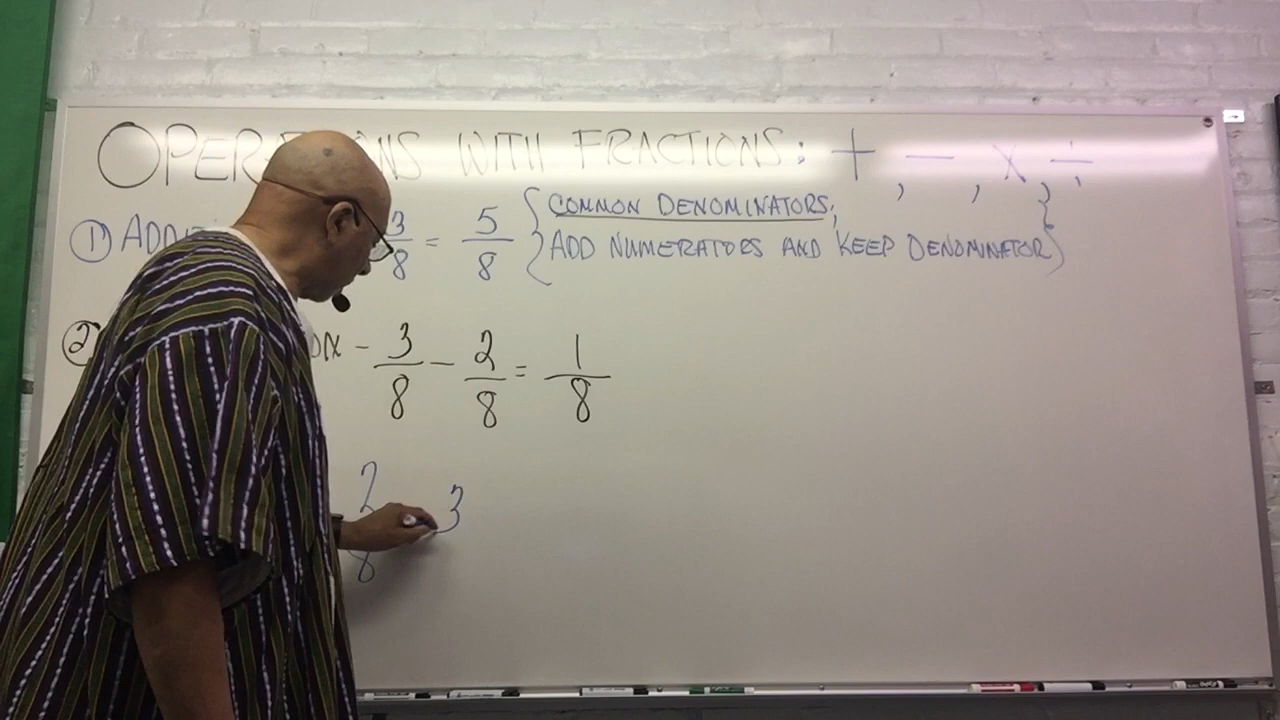 OPERATIONS WITH FRACTIONS: +, −, ×, ÷
① ADD 3/8 = 5/8 { COMMON DENOMINATORS;
ADD NUMERATORS AND KEEP DENOMINATOR }
② − 3/8 − 2/8 = 1/8
2/8 3